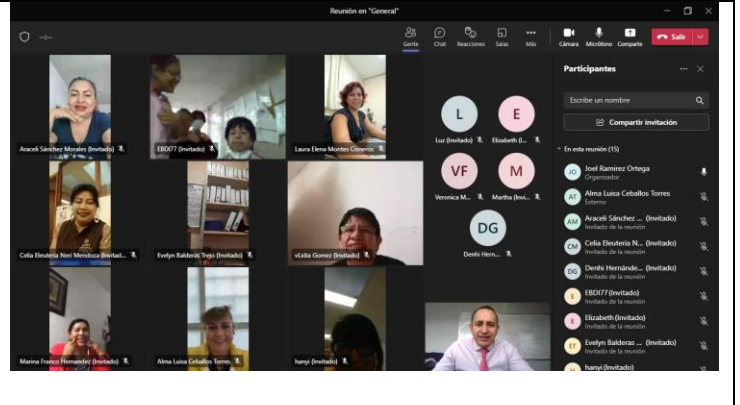 Reunión en "General"
Gente
Chat
Reacciones
Salas
Más
Cámara
Micrófono
Comparte
Salir
Araceli Sánchez Morales (Invitado)
EBDI77 (Invitado)
Laura Elena Montes Cisneros
L
E
Luz (Invitado)
Elizabeth (I...
VF
M
Veronica M...
Martha (Invi...
DG
Denhi Hern...
Celia Eleuteria Neri Mendoza (Invitad...
Evelyn Balderas Trejo (Invitado)
vLidia Gomez (Invitado)
Marina Franco Hernandez (Invitado)
Alma Luisa Ceballos Torres
hanyi (Invitado)
Participantes
Escribe un nombre
Compartir invitación
En esta reunión (15)
JO
Joel Ramirez Ortega
Organizador
AT
Alma Luisa Ceballos Torres
Externo
AM
Araceli Sánchez ... (Invitado)
Invitado de la reunión
CM
Celia Eleuteria N... (Invitado)
Invitado de la reunión
DG
Denhi Hernánde... (Invitado)
Invitado de la reunión
E
EBDI77 (Invitado)
Invitado de la reunión
E
Elizabeth (Invitado)
Invitado de la reunión
ET
Evelyn Balderas ... (Invitado)
Invitado de la reunión
hanyi (Invitado)